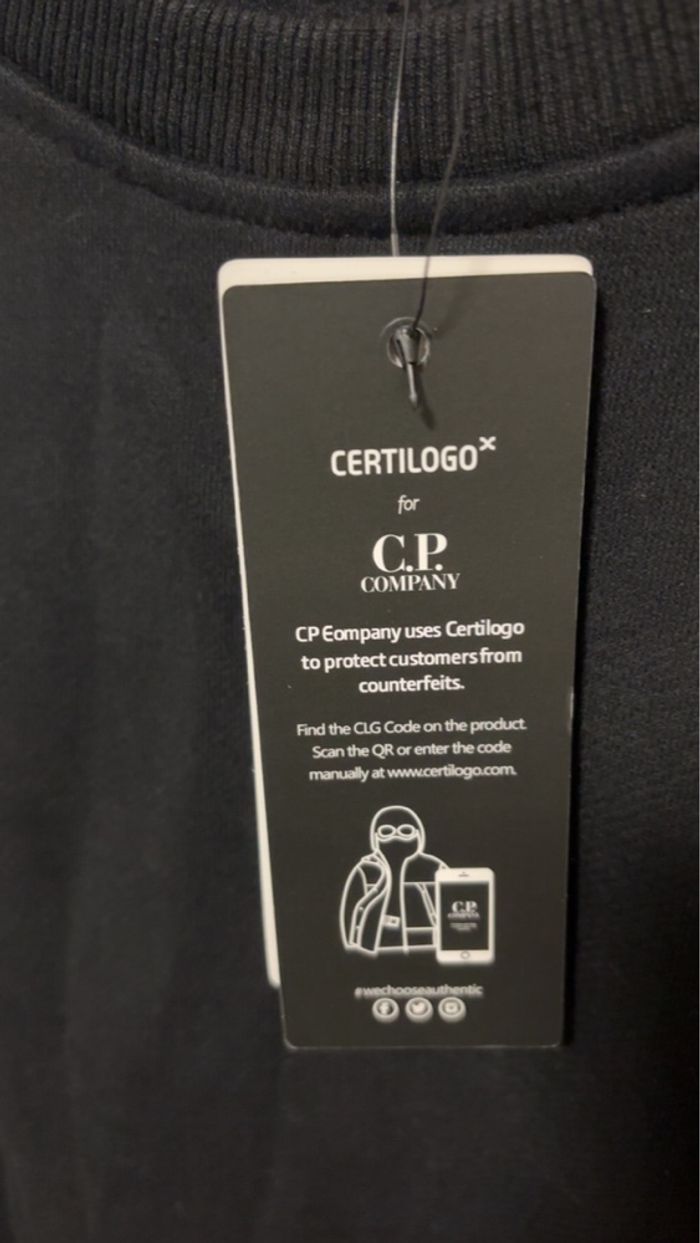 CERTILOGO×
for
C.P.
COMPANY
CP Eompany uses Certilogo
to protect customers from
counterfeits.
Find the CLG Code on the product.
Scan the QR or enter the code
manually at www.certilogo.com.
C.P.
COMPANY
#wechooseauthentic